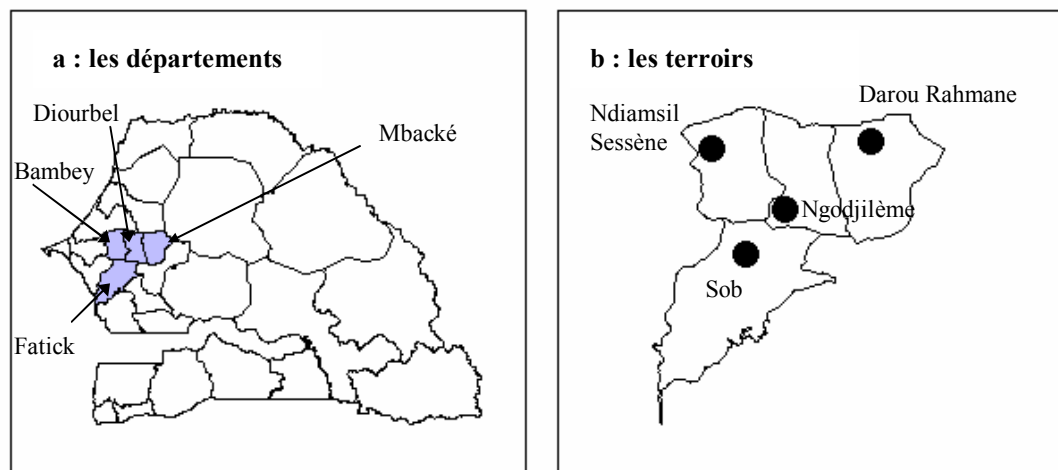 a : les départements
Diourbel
Mbacké
Bambey
Fatick
b : les terroirs
Darou Rahmane
Ndiamsil
Sessène
Ngodjilème
Sob